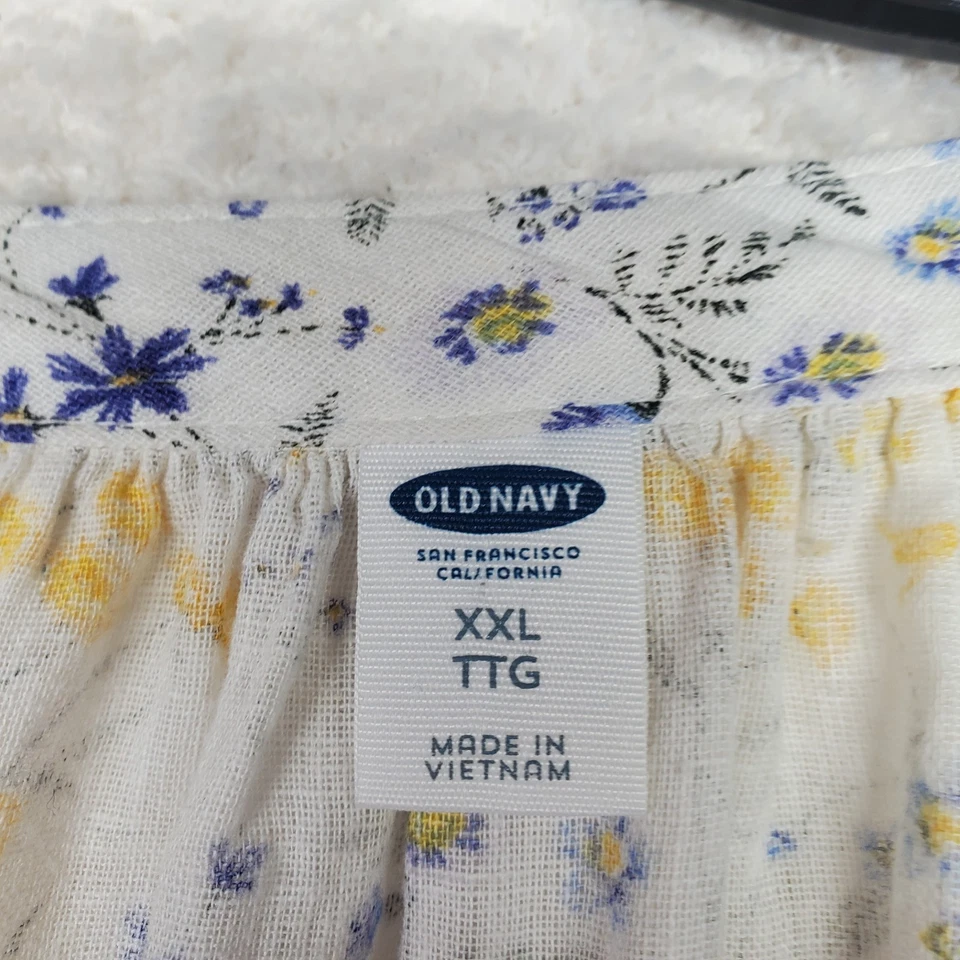 OLD NAVY
SAN FRANCISCO
CALIFORNIA
XXL
TTG
MADE IN
VIETNAM